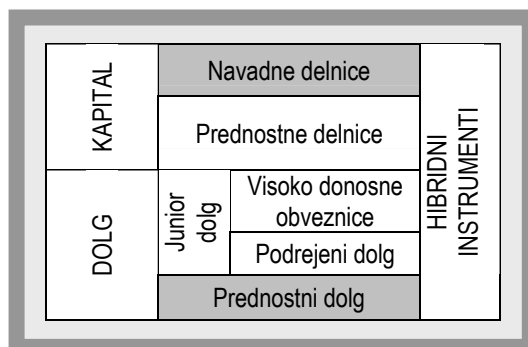 KAPITAL
Navadne delnice
Prednostne delnice
DOLG
Junior
dolg
Visoko donosne
obveznice
Podrejeni dolg
Prednostni dolg
HIBRIDNI
INSTRUMENTI